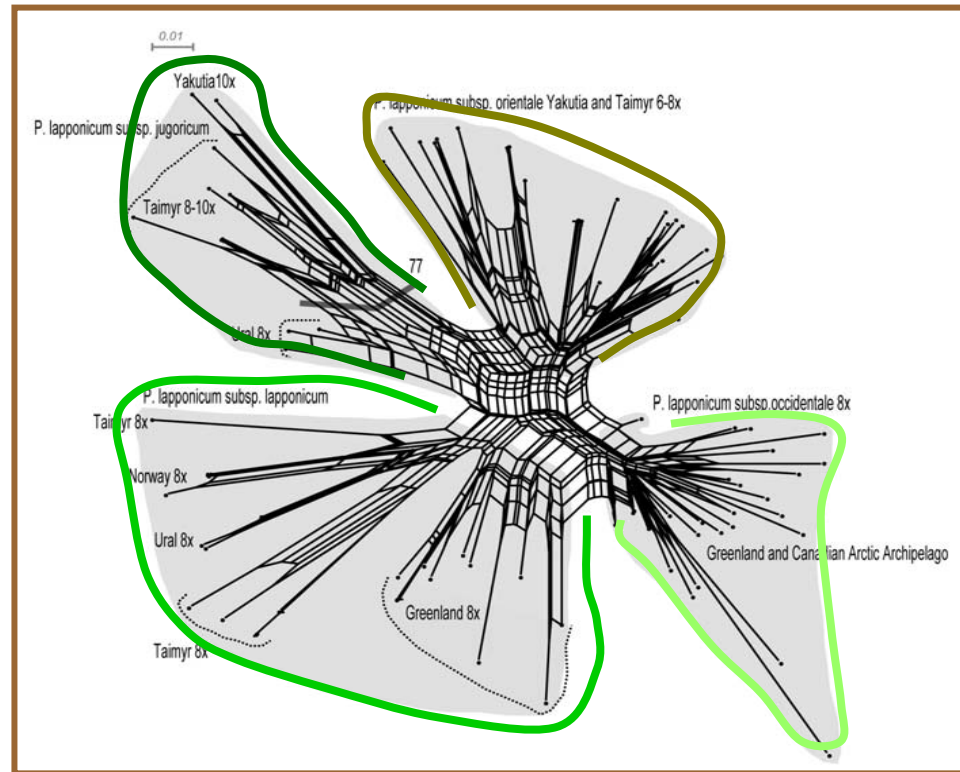 0.01
Yakutia10x
P. lapponicum subsp. orientale Yakutia and Taimyr 6-8x
P. lapponicum subsp. jugoricum
Taimyr 8-10x
77
Ural 8x
P. lapponicum subsp. lapponicum
P. lapponicum subsp.occidentale 8x
Taimyr 8x
Norway 8x
Ural 8x
Greenland and Canadian Arctic Archipelago
Greenland 8x
Taimyr 8x